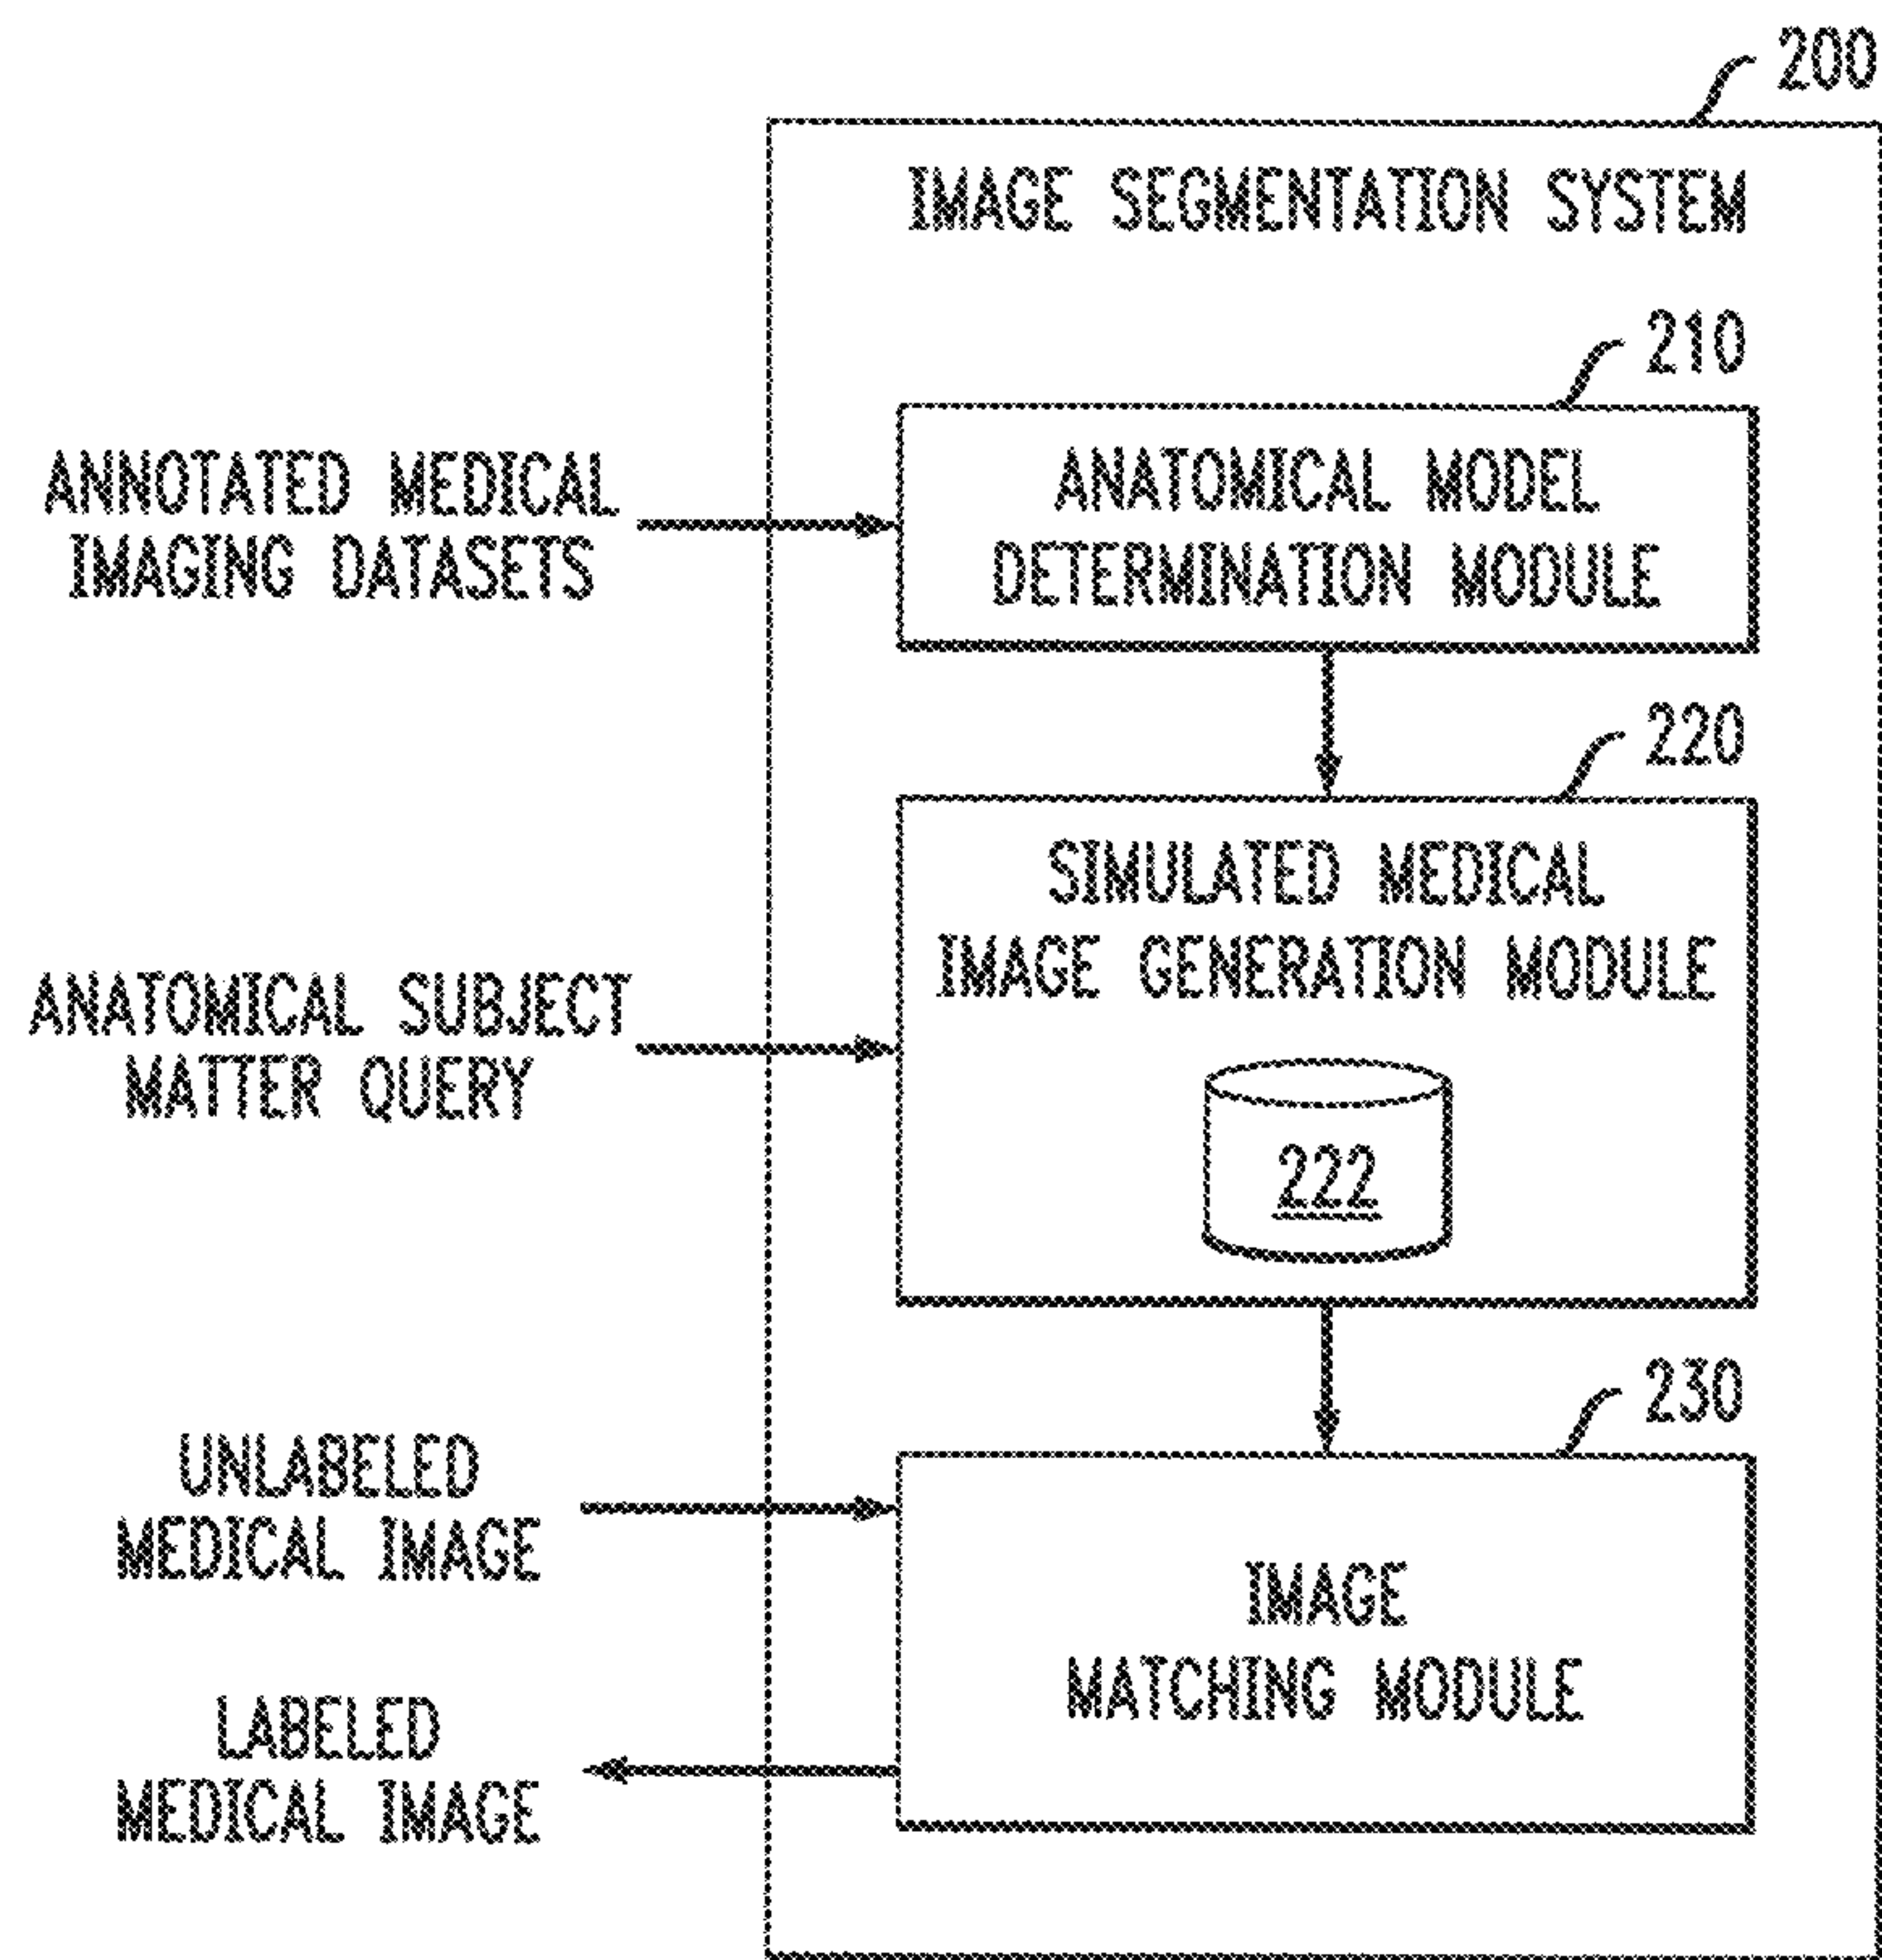 200
IMAGE SEGMENTATION SYSTEM
210
ANNOTATED MEDICAL
IMAGING DATASETS
ANATOMICAL MODEL
DETERMINATION MODULE
220
SIMULATED MEDICAL
IMAGE GENERATION MODULE
ANATOMICAL SUBJECT
MATTER QUERY
222
230
UNLABELED
MEDICAL IMAGE
IMAGE
MATCHING MODULE
LABELED
MEDICAL IMAGE